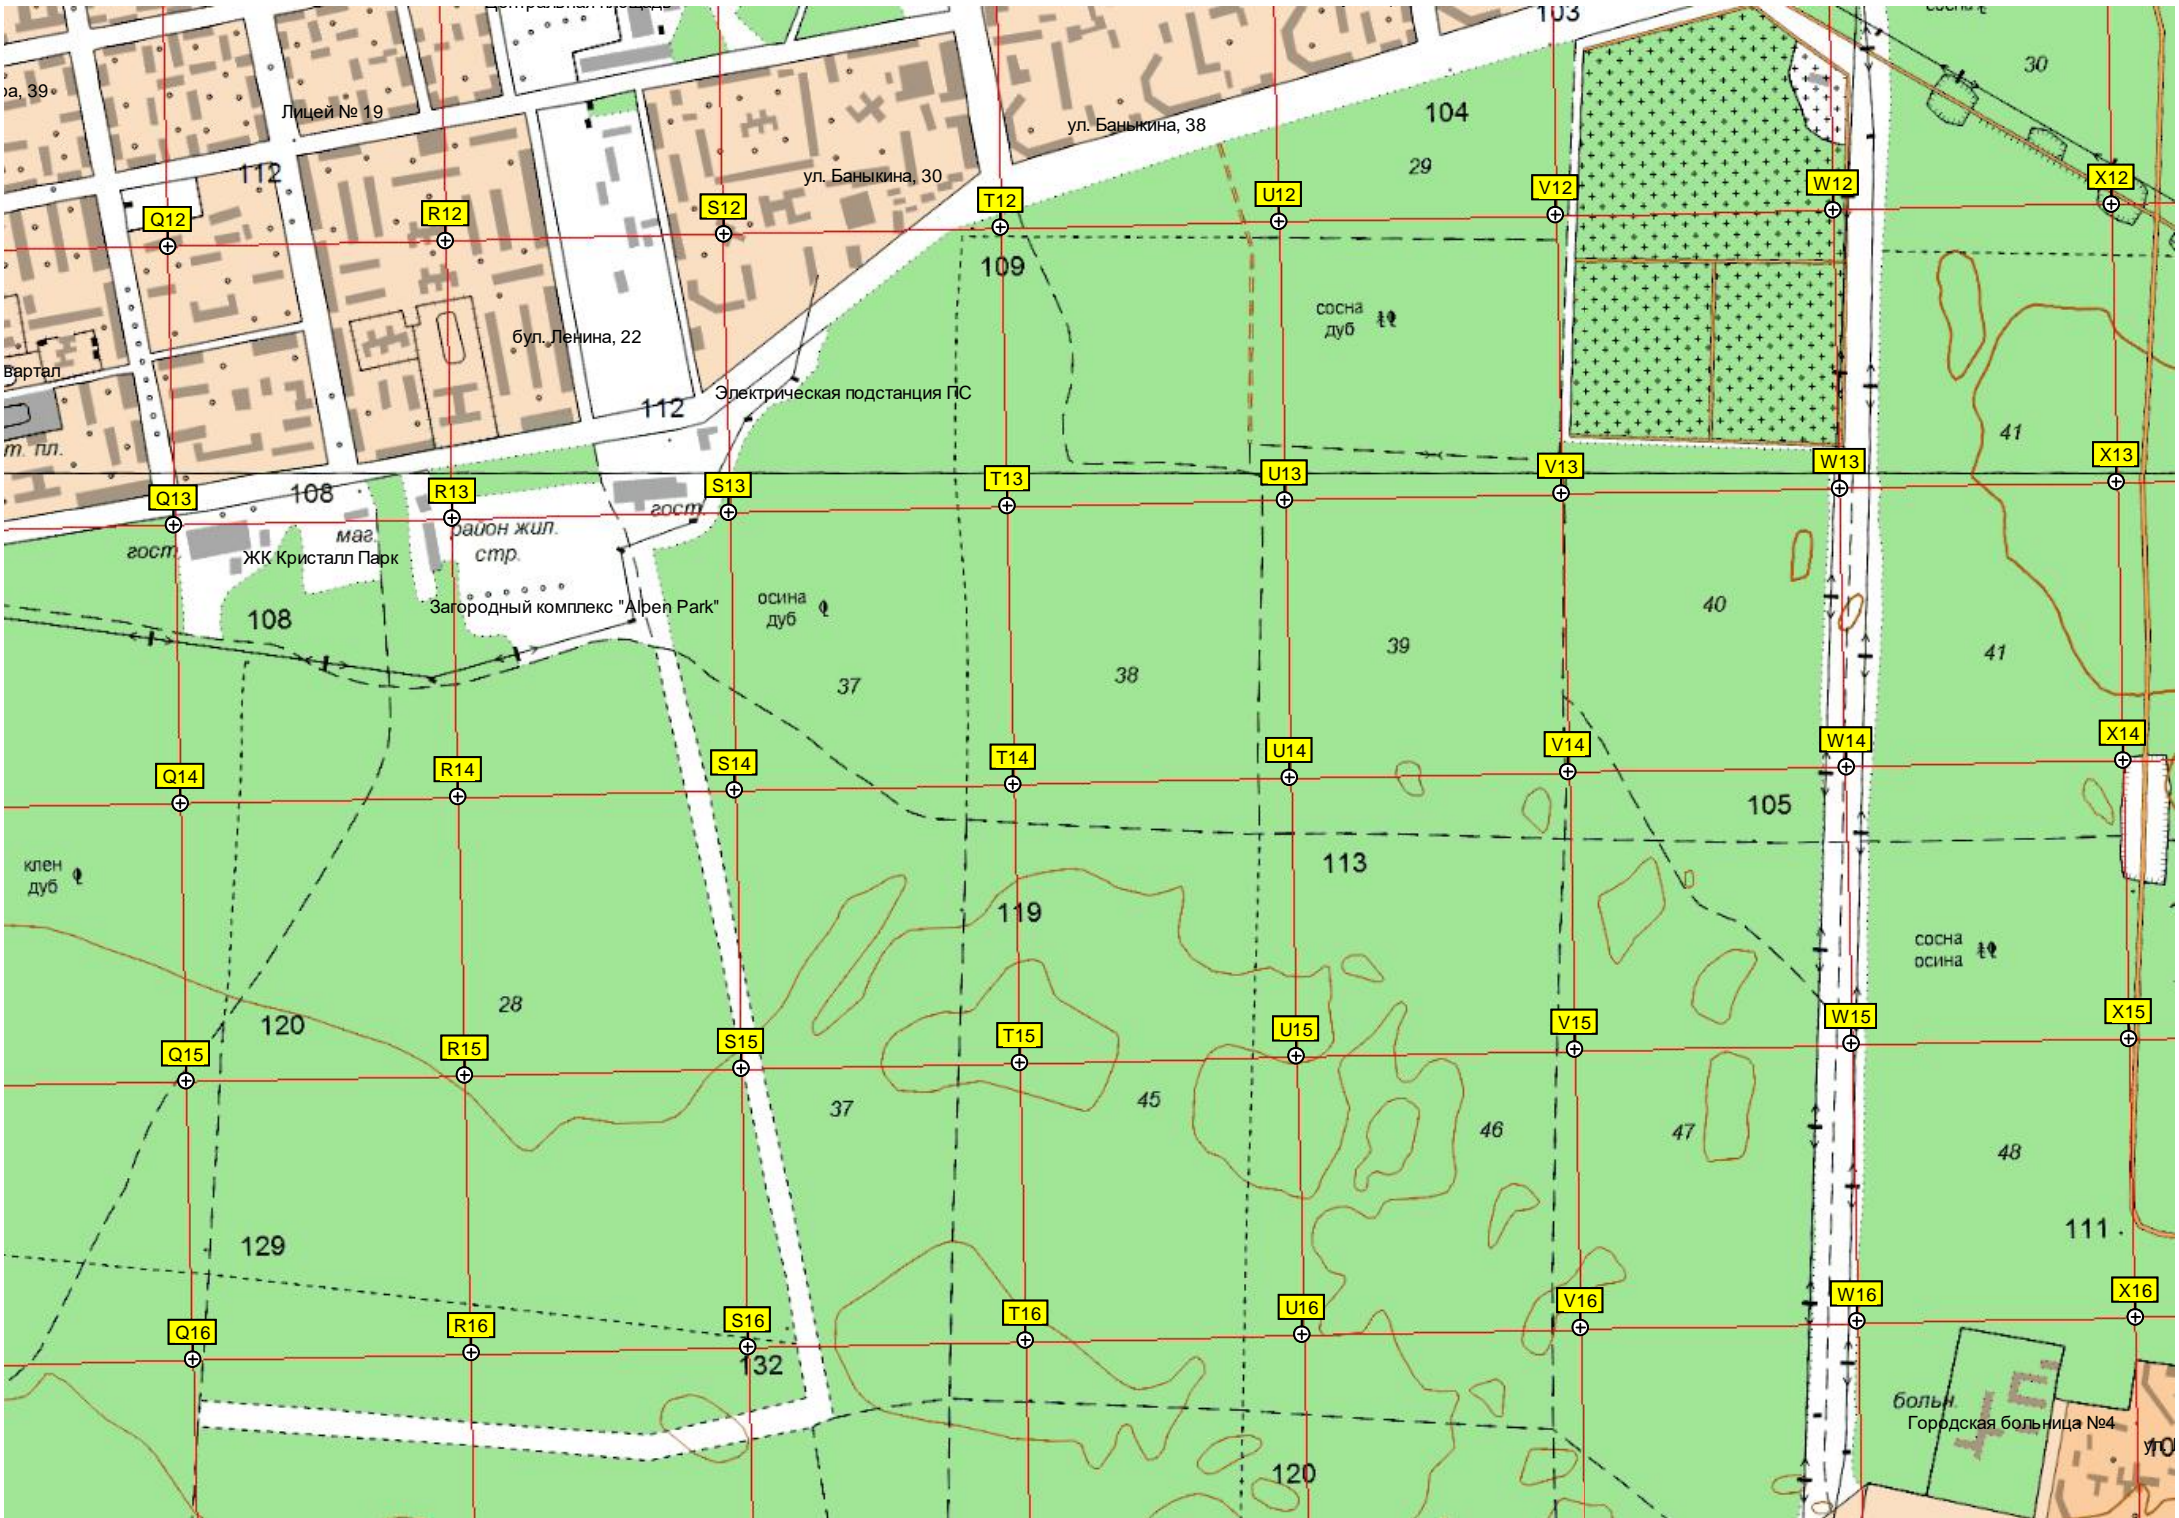 103
30
39
Лицей № 19
104
ул. Баныкина, 38
29
112
ул. Баныкина, 30
Q12
R12
S12
T12
U12
V12
W12
X12
109
сосна
дуб
бул. Ленина, 22
квартал
Электрическая подстанция ПС
112
41
т. пл.
Q13
R13
S13
T13
U13
V13
W13
X13
108
гост.
маг.
район жил.
стр.
гост.
ЖК Кристалл Парк
Загородный комплекс "Alpen Park"
осина
дуб
108
40
39
41
38
37
Q14
R14
S14
T14
U14
V14
W14
X14
105
113
клен
дуб
119
сосна
осина
28
120
Q15
R15
S15
T15
U15
V15
W15
X15
37
45
46
47
48
129
111
Q16
R16
S16
T16
U16
V16
W16
X16
132
больн.
Городская больница №4
120